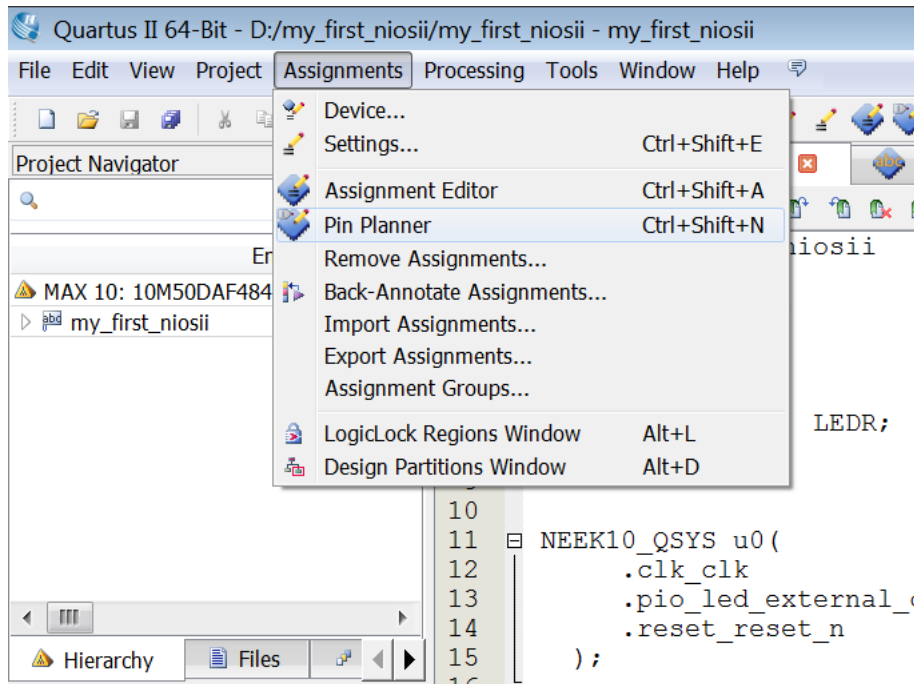 Quartus II 64-Bit - D:/my_first_niosii/my_first_niosii - my_first_niosii
File Edit View Project Assignments Processing Tools Window Help
Device...
Settings... Ctrl+Shift+E
Project Navigator
Assignment Editor Ctrl+Shift+A
Pin Planner Ctrl+Shift+N
niosii
Remove Assignments...
MAX 10: 10M50DAF484
Back-Annotate Assignments...
my_first_niosii
Import Assignments...
Export Assignments...
Assignment Groups...
LEDR;
LogicLock Regions Window Alt+L
Design Partitions Window Alt+D
10
11 NEEK10_QSYS u0(
12 .clk_clk
13 .pio_led_external_
14 .reset_reset_n
15 );
Hierarchy Files